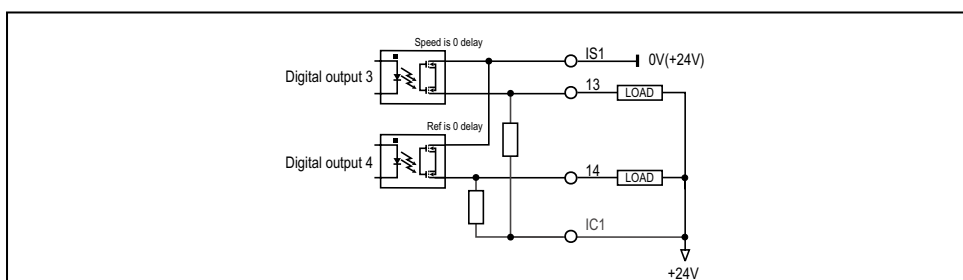 Speed is 0 delay
IS1
0V(+24V)
Digital output 3
13
LOAD
Ref is 0 delay
Digital output 4
14
LOAD
IC1
+24V